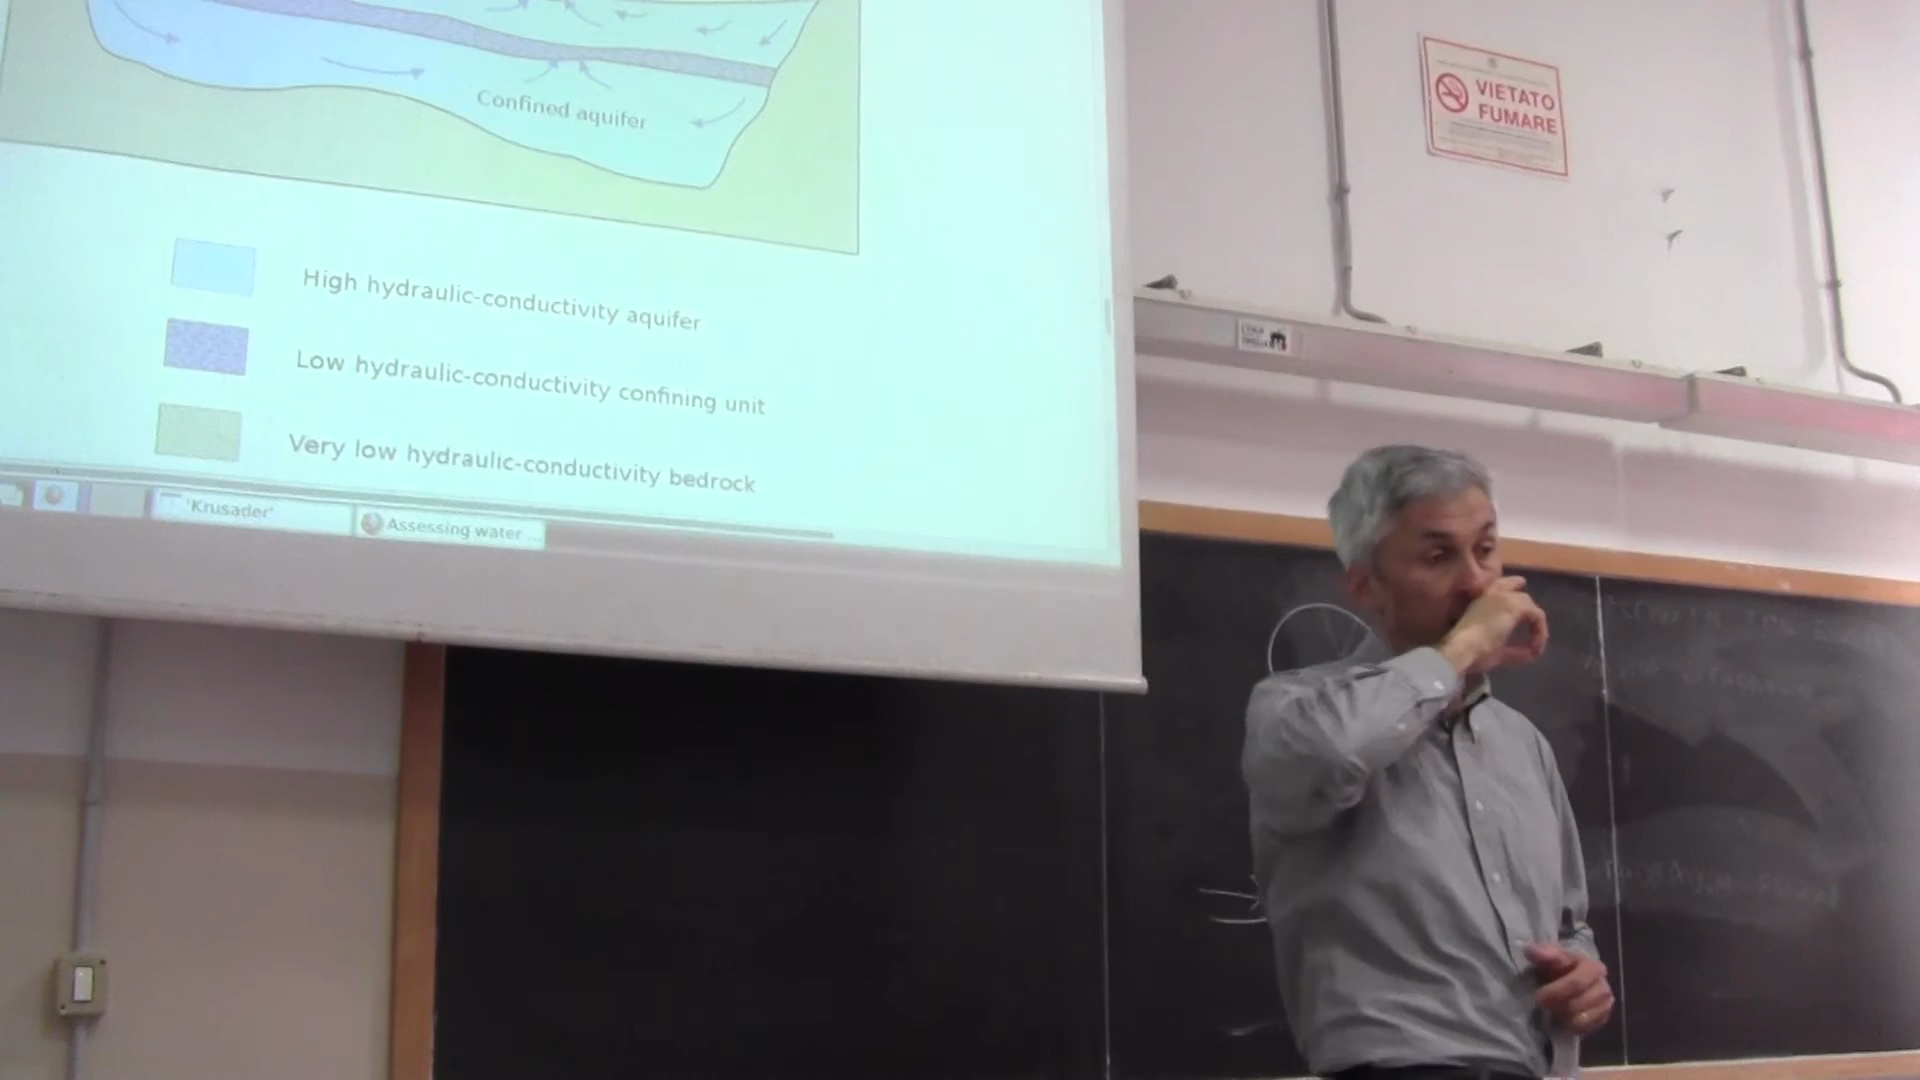 Confined aquifer
High hydraulic-conductivity aquifer
Low hydraulic-conductivity confining unit
Very low hydraulic-conductivity bedrock
'Krusader'
Assessing water ...
VIETATO
FUMARE